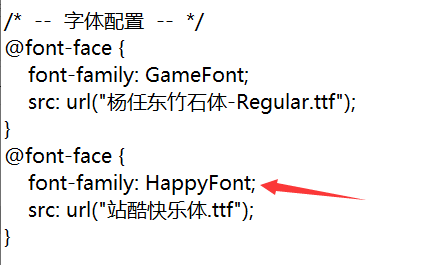 /* -- 字体配置 -- */
@font-face {
font-family: GameFont;
src: url("杨任东竹石体-Regular.ttf");
}
@font-face {
font-family: HappyFont;
src: url("站酷快乐体.ttf");
}